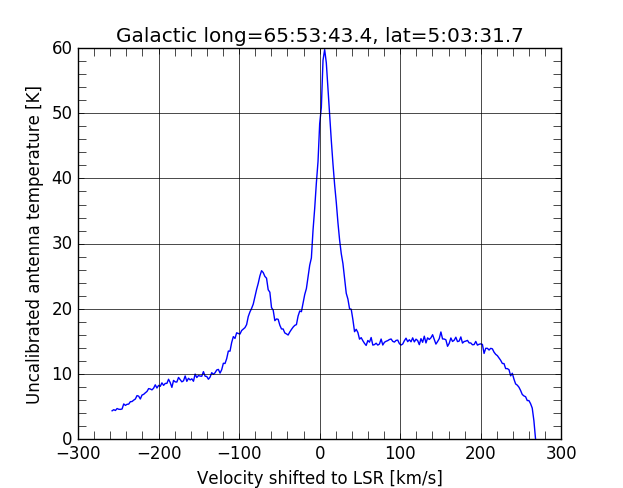 Galactic long=65:53:43.4, lat=5:03:31.7
60
50
40
30
20
10
0
Uncalibrated antenna temperature [K]
−300 −200 −100 0 100 200 300
Velocity shifted to LSR [km/s]